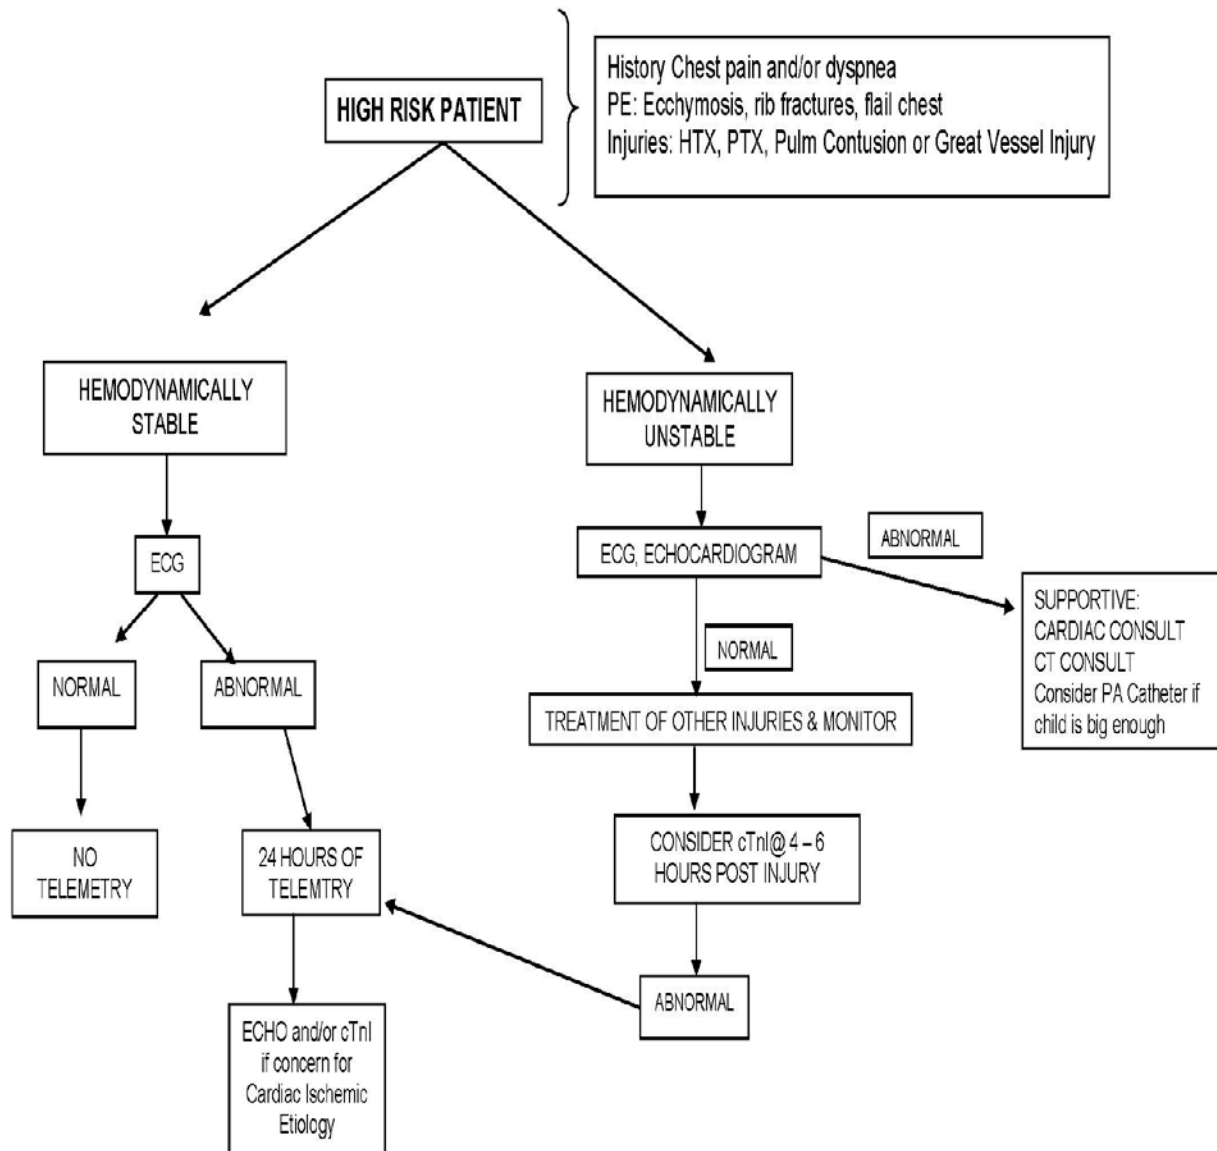 HIGH RISK PATIENT
History Chest pain and/or dyspnea
PE: Ecchymosis, rib fractures, flail chest
Injuries: HTX, PTX, Pulm Contusion or Great Vessel Injury
HEMODYNAMICALLY
STABLE
HEMODYNAMICALLY
UNSTABLE
ECG
ECG, ECHOCARDIOGRAM
ABNORMAL
SUPPORTIVE:
CARDIAC CONSULT
CT CONSULT
Consider PA Catheter if
child is big enough
NORMAL
NORMAL
ABNORMAL
TREATMENT OF OTHER INJURIES & MONITOR
NO
TELEMETRY
24 HOURS OF
TELEMTRY
CONSIDER cTnI@ 4 – 6
HOURS POST INJURY
ABNORMAL
ECHO and/or cTnI
if concern for
Cardiac Ischemic
Etiology